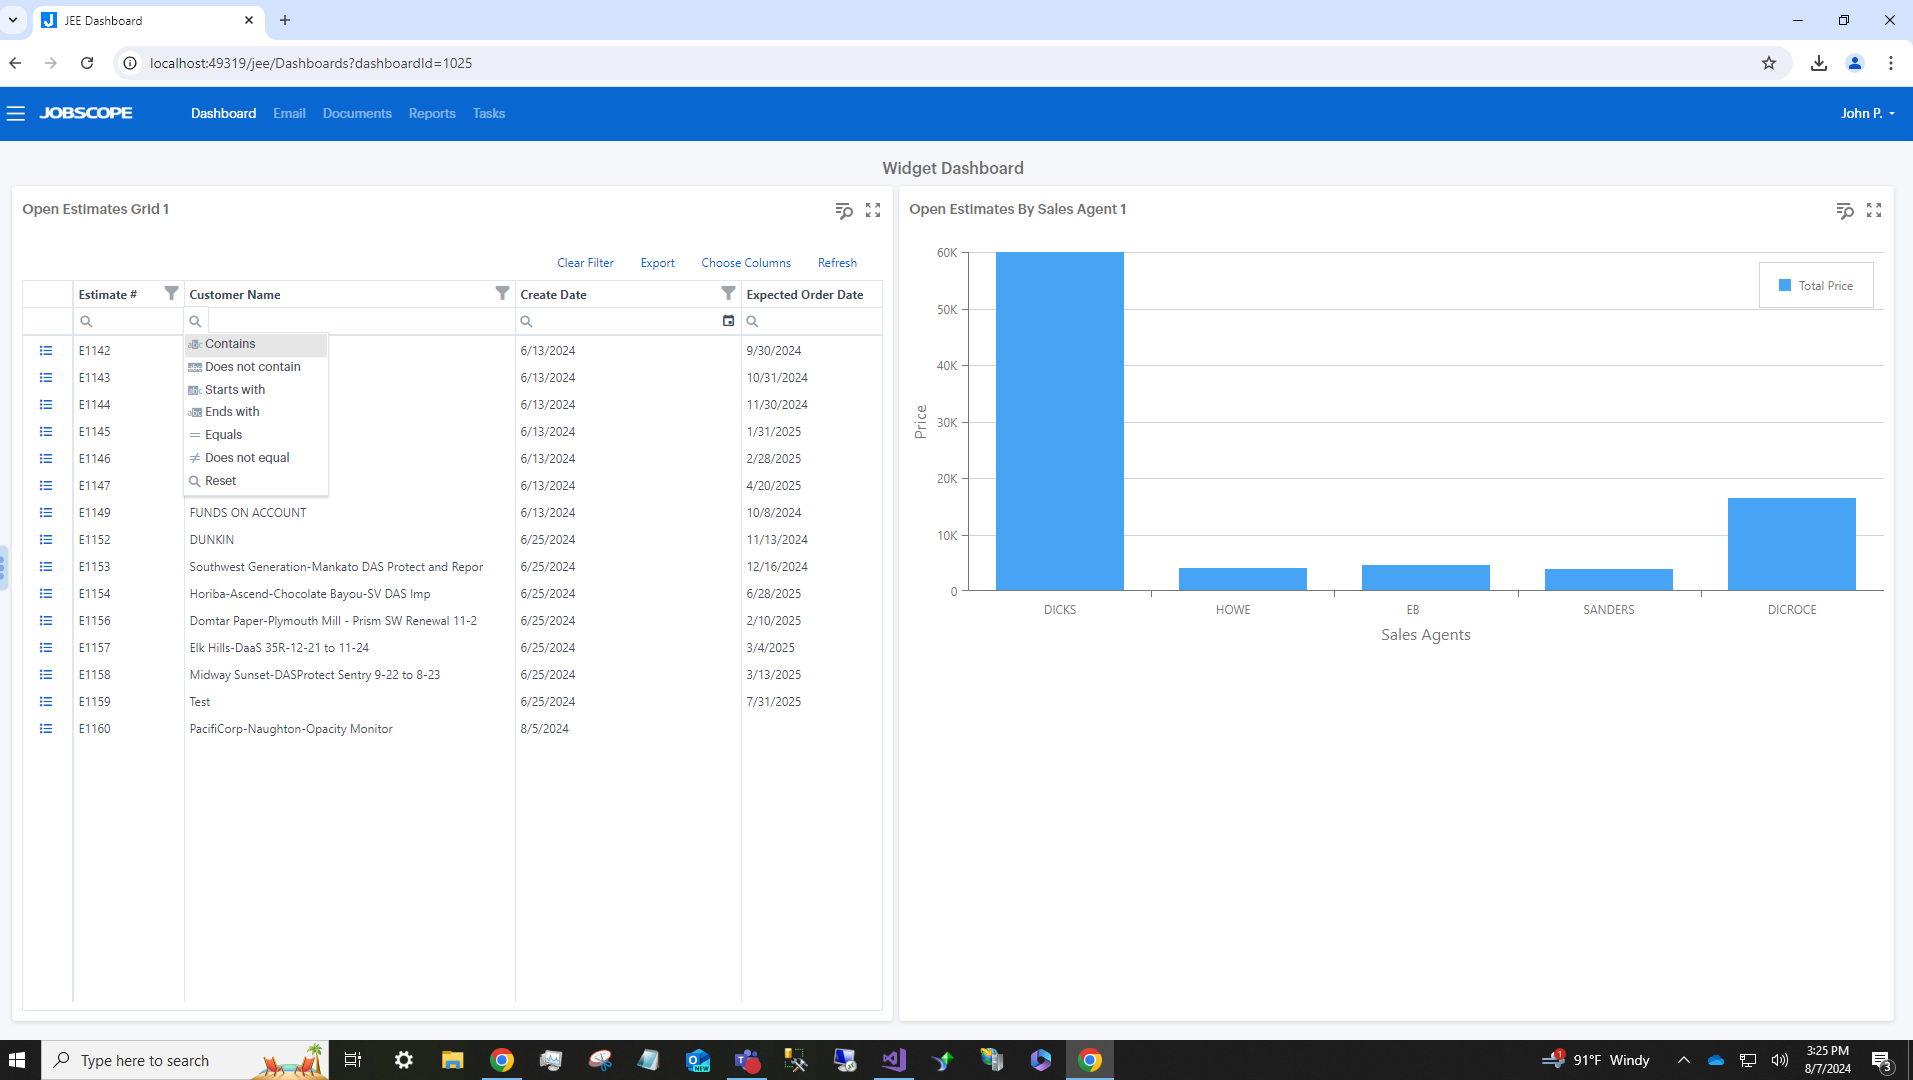 JEE Dashboard
localhost:49319/jee/Dashboards?dashboardId=1025
JOBSCOPE Dashboard Email Documents Reports Tasks John P.
Widget Dashboard
Open Estimates Grid 1
Clear Filter Export Choose Columns Refresh
Estimate # Customer Name Create Date Expected Order Date
Contains
Does not contain
Starts with
Ends with
Equals
Does not equal
Reset
E1142 6/13/2024 9/30/2024
E1143 6/13/2024 10/31/2024
E1144 6/13/2024 11/30/2024
E1145 6/13/2024 1/31/2025
E1146 6/13/2024 2/28/2025
E1147 6/13/2024 4/20/2025
E1149 FUNDS ON ACCOUNT 6/13/2024 10/8/2024
E1152 DUNKIN 6/25/2024 11/13/2024
E1153 Southwest Generation-Mankato DAS Protect and Repor 6/25/2024 12/16/2024
E1154 Horiba-Ascend-Chocolate Bayou-SV DAS Imp 6/25/2024 6/28/2025
E1156 Domtar Paper-Plymouth Mill - Prism SW Renewal 11-2 6/25/2024 2/10/2025
E1157 Elk Hills-DaaS 35R-12-21 to 11-24 6/25/2024 3/4/2025
E1158 Midway Sunset-DASProtect Sentry 9-22 to 8-23 6/25/2024 3/13/2025
E1159 Test 6/25/2024 7/31/2025
E1160 PacifiCorp-Naughton-Opacity Monitor 8/5/2024
Open Estimates By Sales Agent 1
60K
50K
40K
30K
20K
10K
0
Price
Total Price
DICKS HOWE EB SANDERS DICROCE
Sales Agents
Type here to search
NEW
1
91°F Windy
3:25 PM
8/7/2024
3